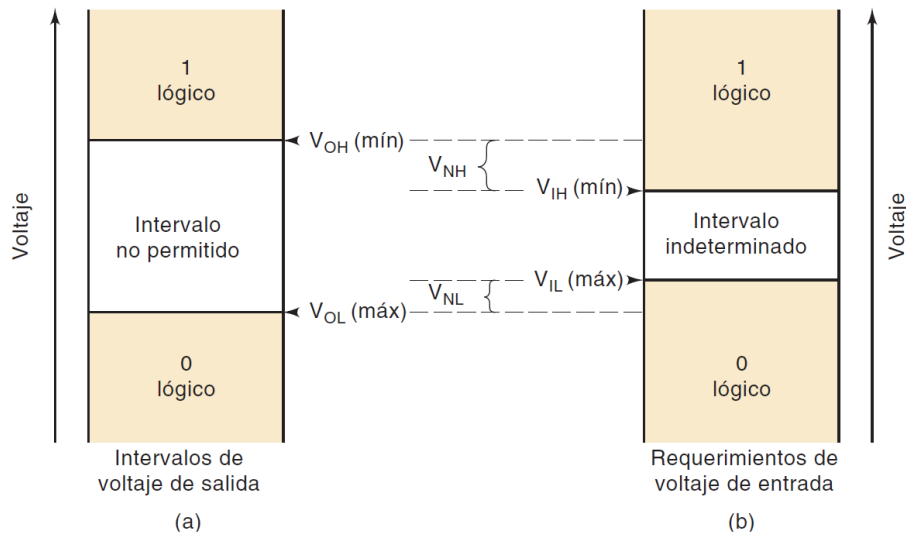 Voltaje
1
lógico
Intervalo
no permitido
0
lógico
Intervalos de
voltaje de salida
(a)
V_OH (mín)
V_NH
V_IH (mín)
V_IL (máx)
V_NL
V_OL (máx)
1
lógico
Intervalo
indeterminado
0
lógico
Requerimientos de
voltaje de entrada
(b)
Voltaje